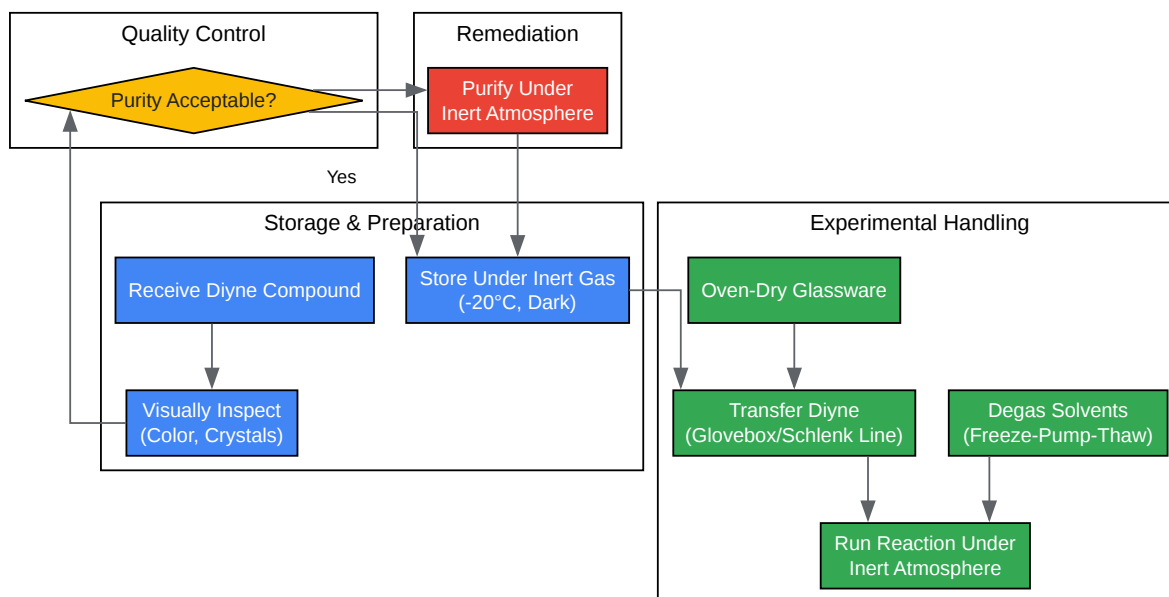 Quality Control
Remediation
Purity Acceptable?
Purify Under
Inert Atmosphere
Yes
Storage & Preparation
Experimental Handling
Receive Diyne Compound
Store Under Inert Gas
(-20°C, Dark)
Oven-Dry Glassware
Visually Inspect
(Color, Crystals)
Transfer Diyne
(Glovebox/Schlenk Line)
Degas Solvents
(Freeze-Pump-Thaw)
Run Reaction Under
Inert Atmosphere